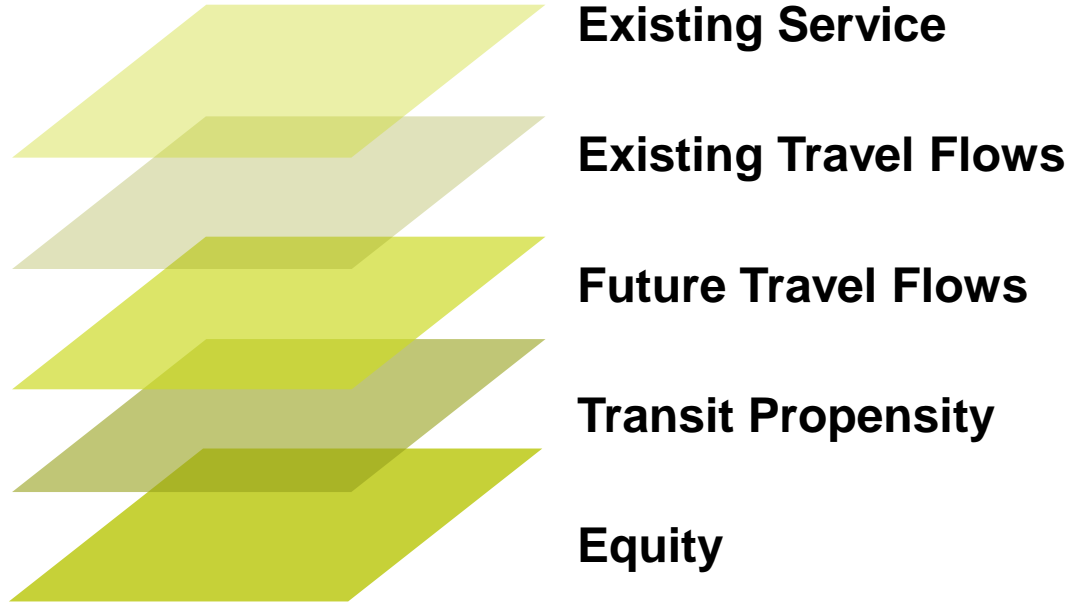 Existing Service
Existing Travel Flows
Future Travel Flows
Transit Propensity
Equity